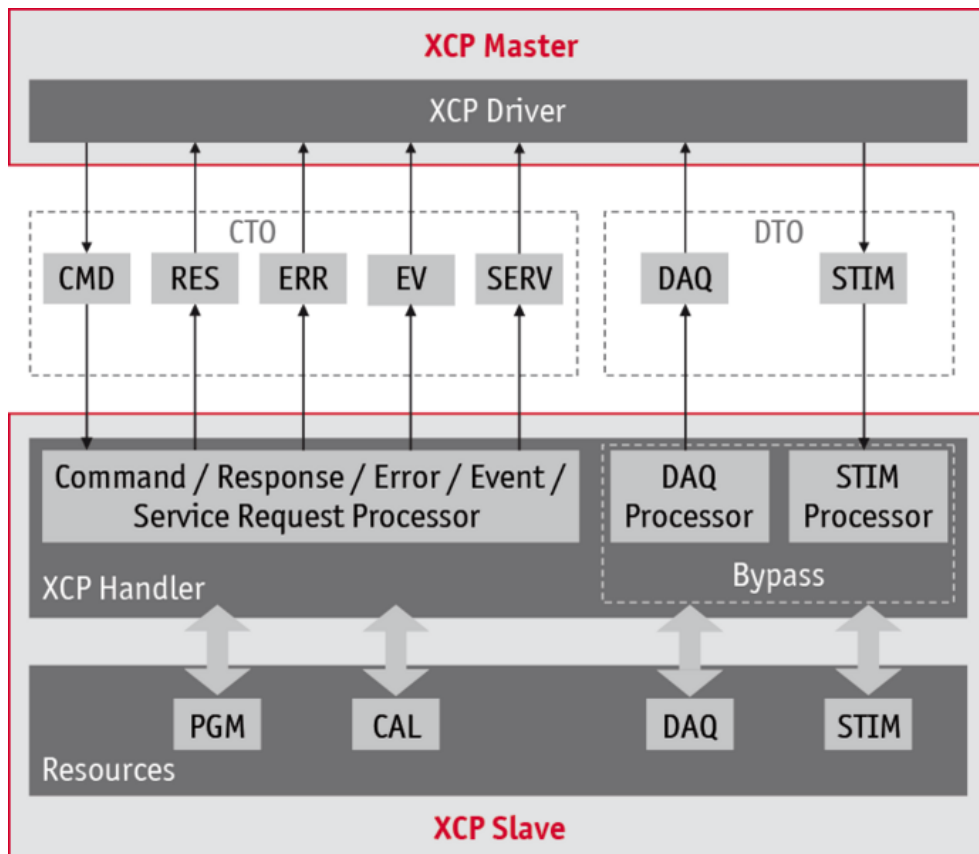 XCP Master
XCP Driver
CTO
DTO
CMD
RES
ERR
EV
SERV
DAQ
STIM
Command / Response / Error / Event /
Service Request Processor
DAQ
Processor
STIM
Processor
XCP Handler
Bypass
PGM
CAL
DAQ
STIM
Resources
XCP Slave